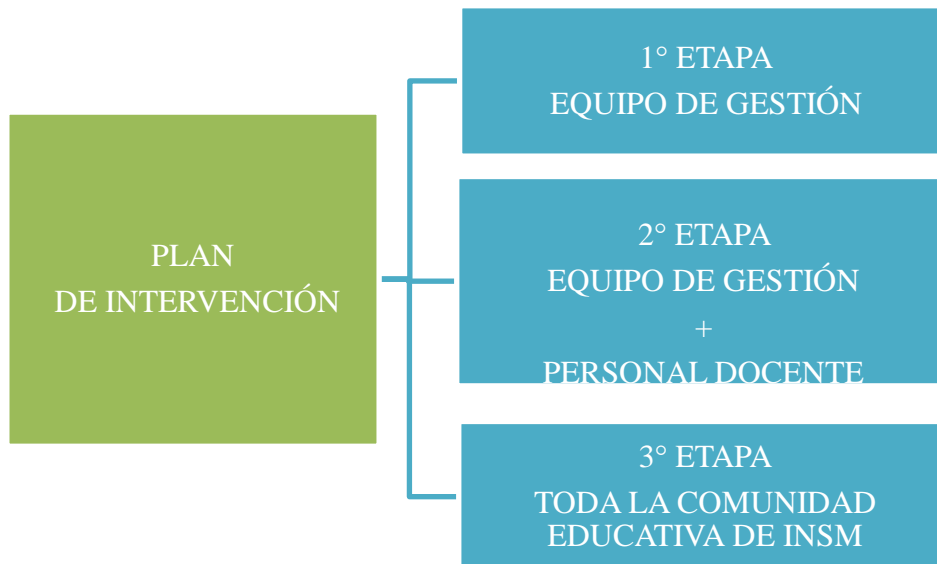 PLAN
DE INTERVENCIÓN
1° ETAPA
EQUIPO DE GESTIÓN
2° ETAPA
EQUIPO DE GESTIÓN
+
PERSONAL DOCENTE
3° ETAPA
TODA LA COMUNIDAD
EDUCATIVA DE INSM